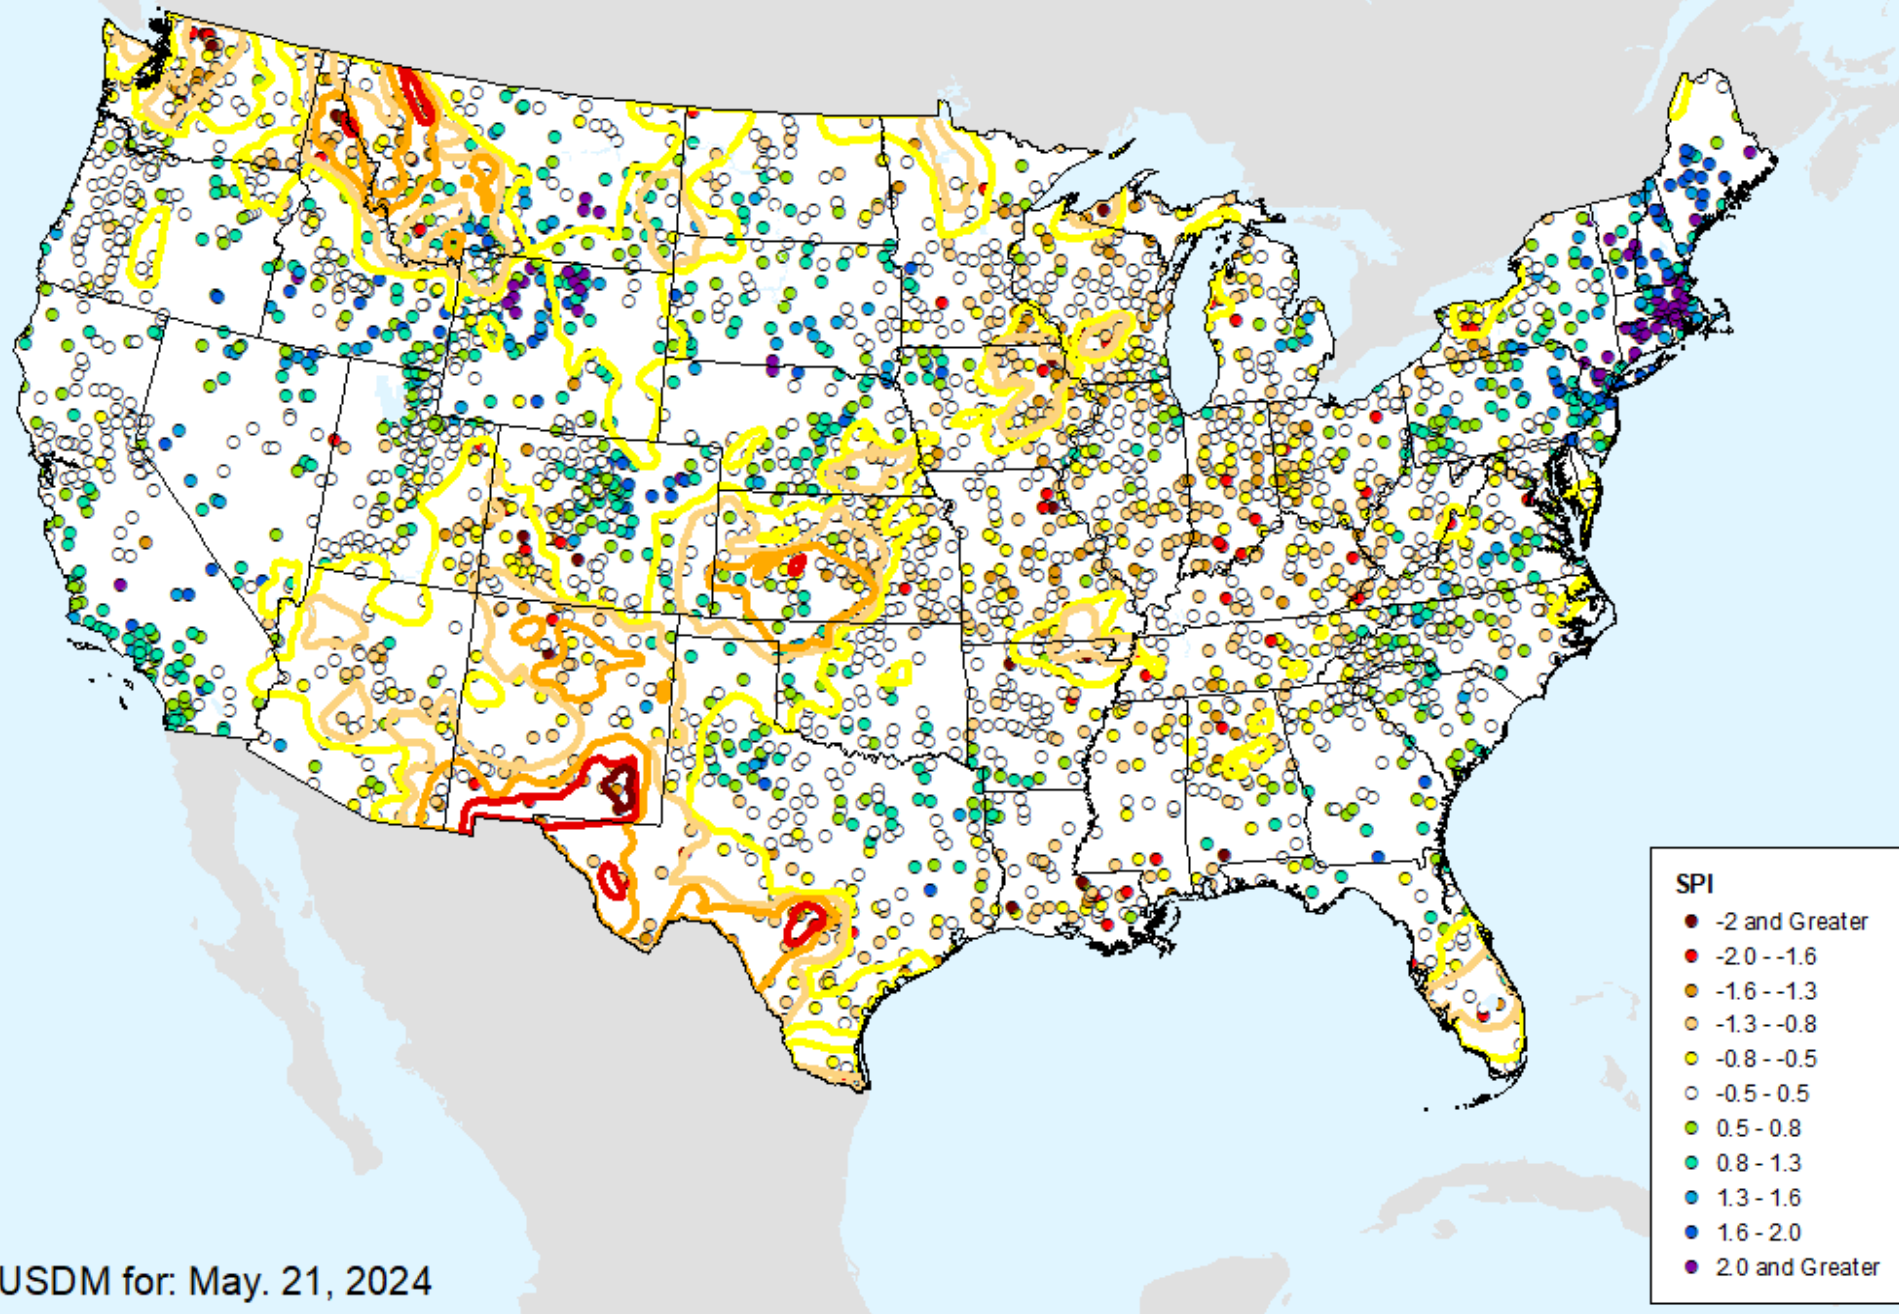 SPI
-2 and Greater
-2.0 - -1.6
-1.6 - -1.3
-1.3 - -0.8
-0.8 - -0.5
-0.5 - 0.5
0.5 - 0.8
0.8 - 1.3
1.3 - 1.6
1.6 - 2.0
2.0 and Greater
USDM for: May. 21, 2024